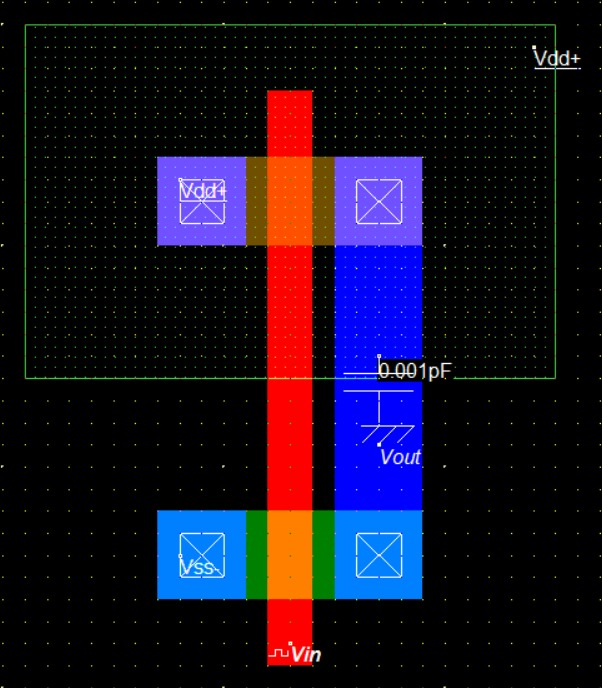 Vdd+
Vdd+
0.001pF
Vout
Vss-
Vin